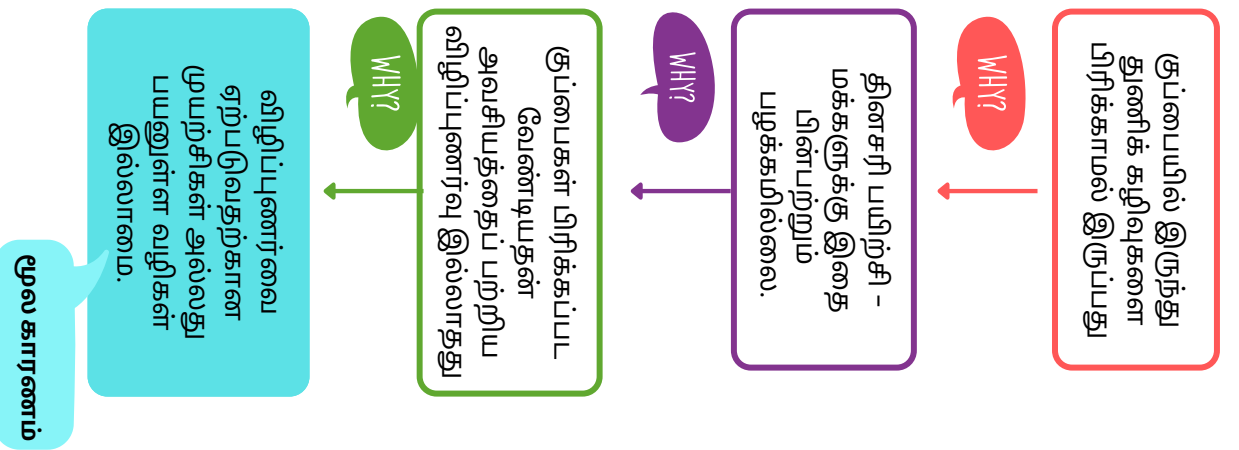 குப்பையில் இருந்து
துணிக் கழிவுகளை
பிரிக்காமல் இருப்பது
WHY?
தினசரி பயிற்சி -
மக்களுக்கு இதை
பின்பற்றும்
பழக்கமில்லை.
WHY?
குப்பைகள் பிரிக்கப்பட
வேண்டியதன்
அவசியத்தைப் பற்றிய
விழிப்புணர்வு இல்லாதது
WHY?
விழிப்புணர்வை
ஏற்படுவதற்கான
முயற்சிகள் அல்லது
பயனுள்ள வழிகள்
இல்லாமை.
மூல காரணம்